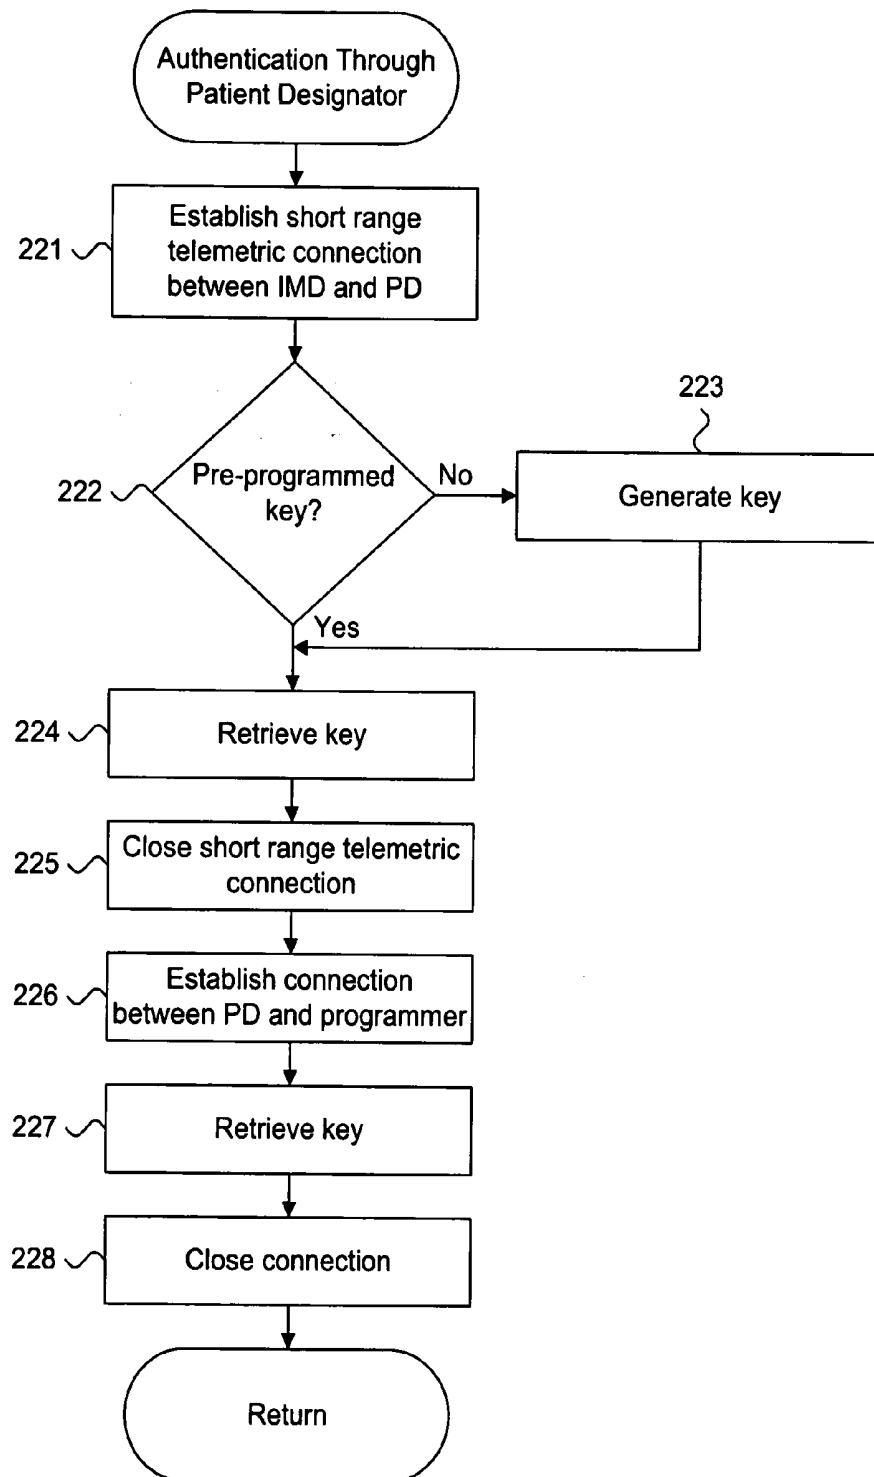 Authentication Through
Patient Designator
221
Establish short range
telemetric connection
between IMD and PD
223
222
Pre-programmed
key?
No
Generate key
Yes
224
Retrieve key
225
Close short range telemetric
connection
226
Establish connection
between PD and programmer
227
Retrieve key
228
Close connection
Return